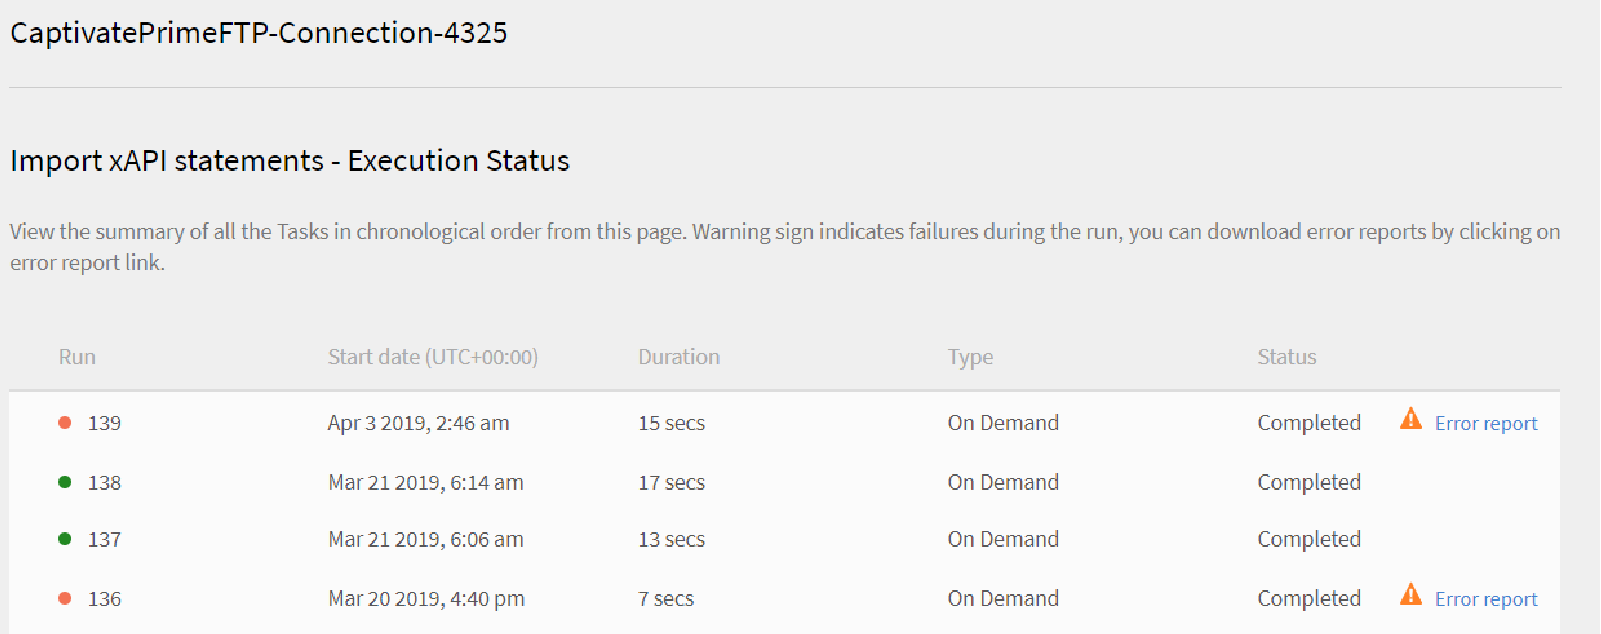 CaptivatePrimeFTP-Connection-4325
Import xAPI statements - Execution Status
View the summary of all the Tasks in chronological order from this page. Warning sign indicates failures during the run, you can download error reports by clicking on
error report link.
Run Start date (UTC+00:00) Duration Type Status
139 Apr 3 2019, 2:46 am 15 secs On Demand Completed Error report
138 Mar 21 2019, 6:14 am 17 secs On Demand Completed
137 Mar 21 2019, 6:06 am 13 secs On Demand Completed
136 Mar 20 2019, 4:40 pm 7 secs On Demand Completed Error report